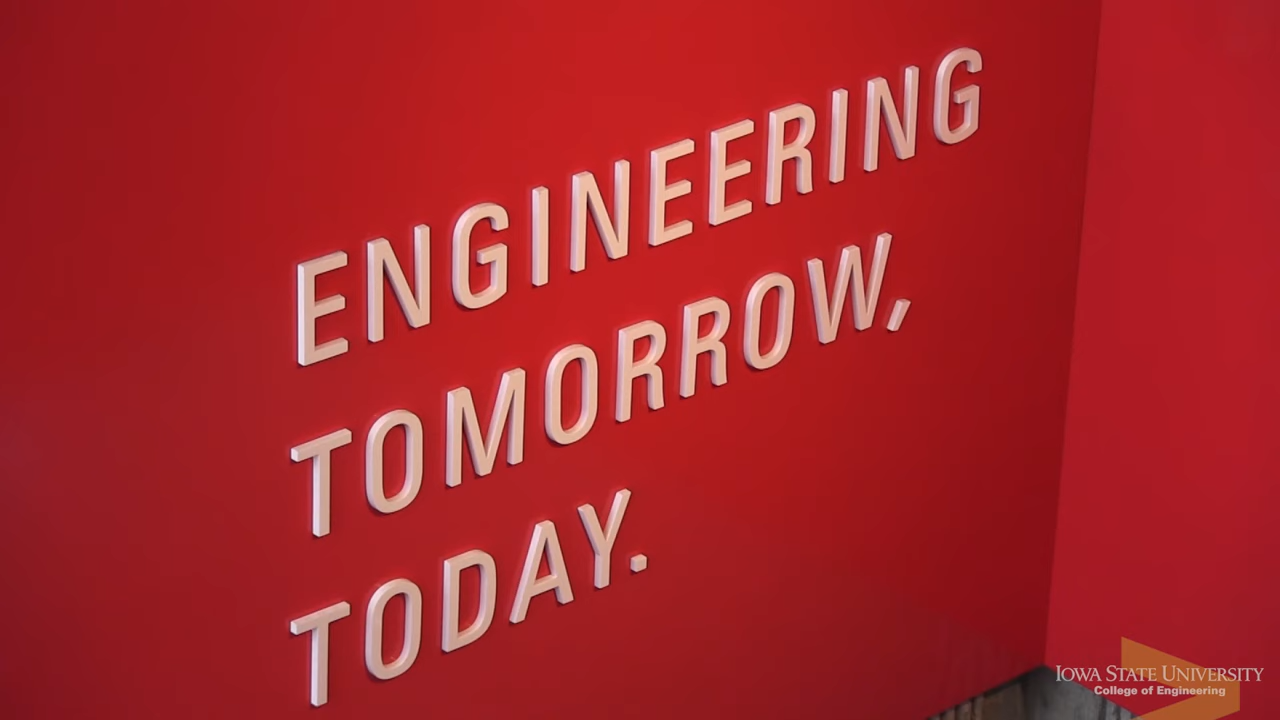 ENGINEERING
TOMORROW,
TODAY.
IOWA STATE UNIVERSITY
College of Engineering